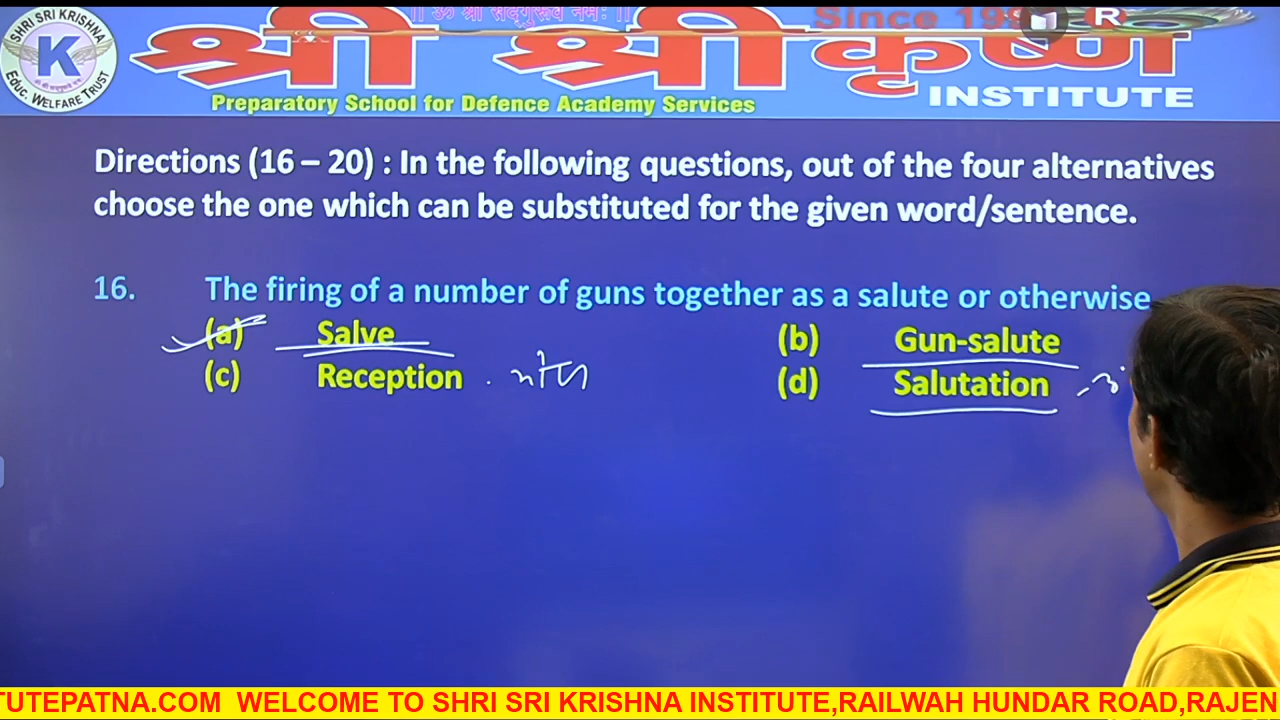 || ॐ श्री सद्गुरूवे नमः ||
Since 199
R
SHRI SRI KRISHNA
K
Educ. WELFARE TRUST
श्री श्रीकृष्ण
INSTITUTE
Preparatory School for Defence Academy Services
Directions (16 – 20) : In the following questions, out of the four alternatives
choose the one which can be substituted for the given word/sentence.
16. The firing of a number of guns together as a salute or otherwise
(a) Salve (b) Gun-salute
(c) Reception (d) Salutation
TUTEPATNA.COM WELCOME TO SHRI SRI KRISHNA INSTITUTE,RAILWAH HUNDAR ROAD,RAJEN